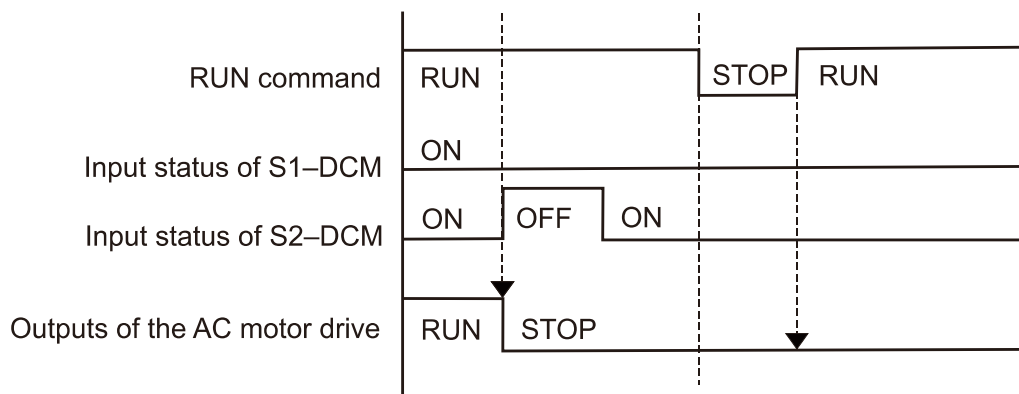 RUN command
RUN
STOP
RUN
Input status of S1–DCM
ON
Input status of S2–DCM
ON
OFF
ON
Outputs of the AC motor drive
RUN
STOP